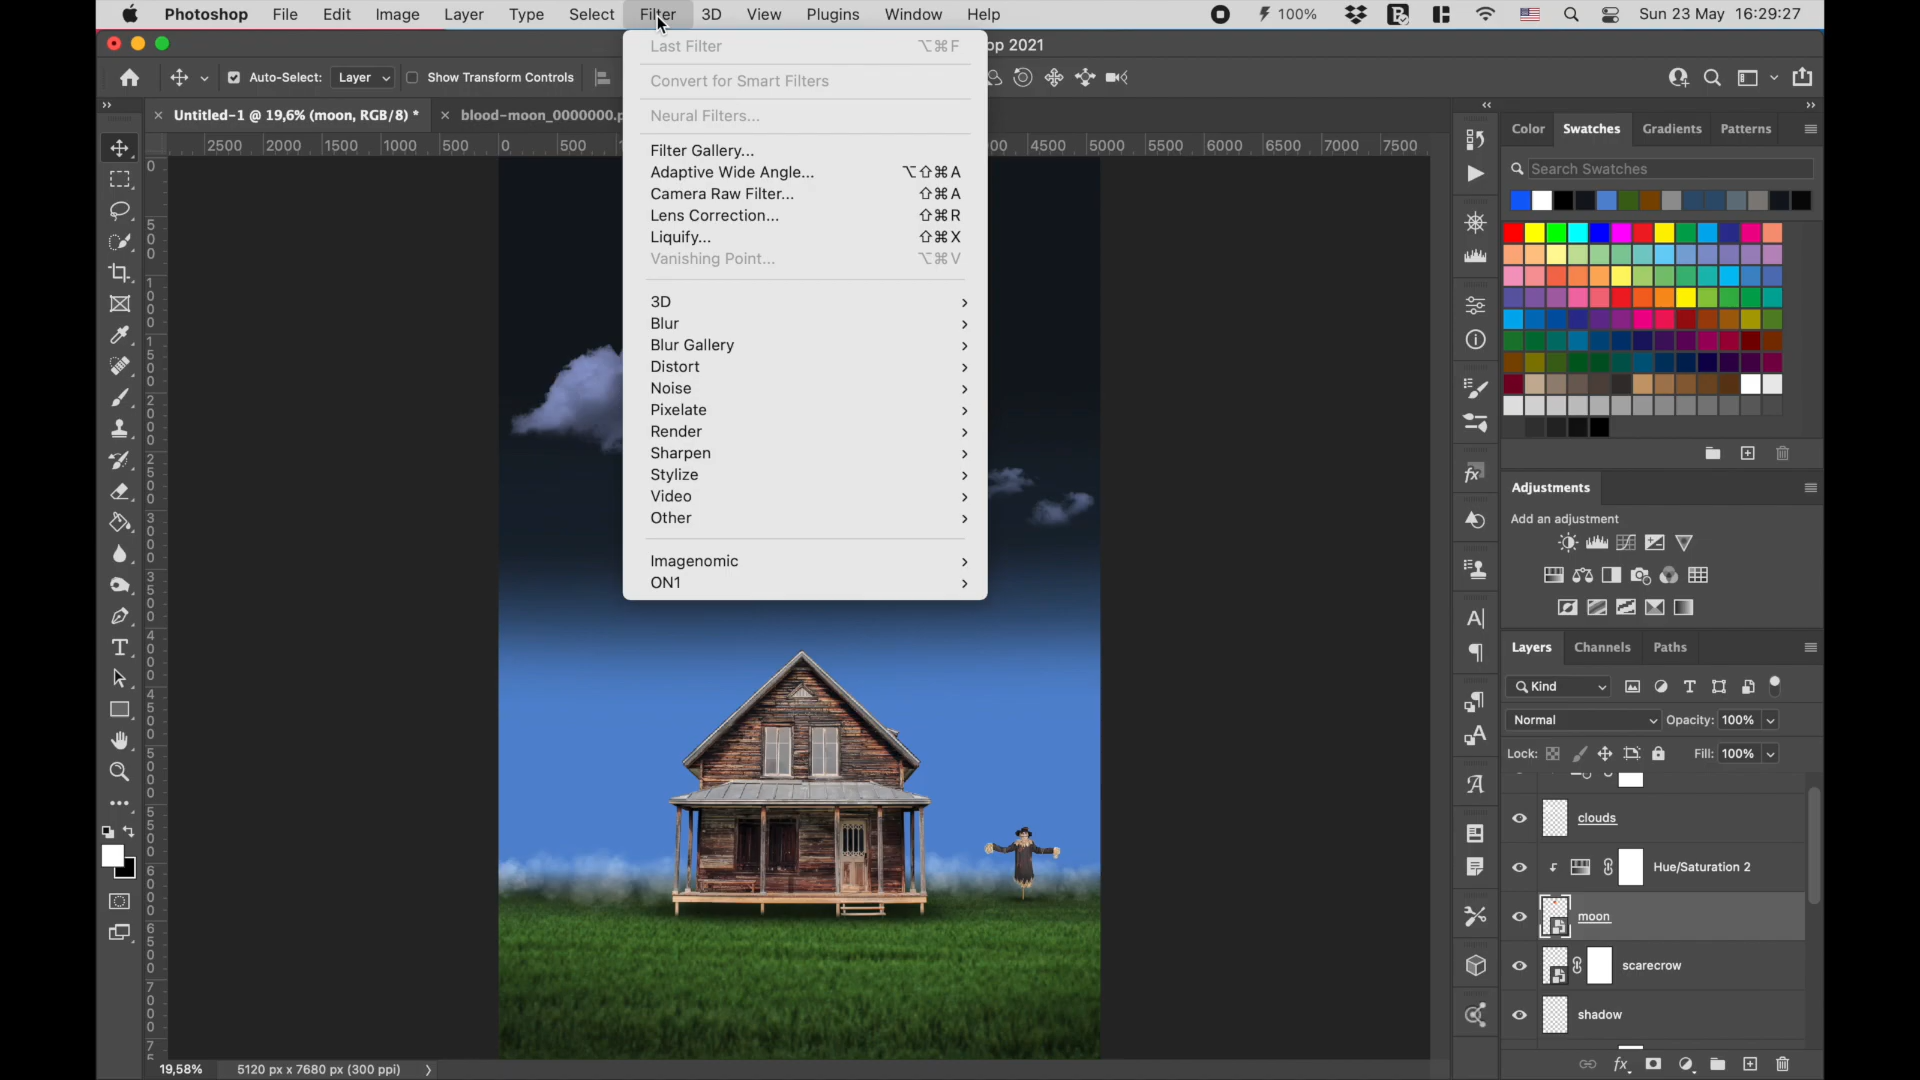 Photoshop File Edit Image Layer Type Select Filter 3D View Plugins Window Help 100% Sun 23 May 16:29:27
op 2021
Auto-Select: Layer Show Transform Controls
Untitled-1 @ 19,6% (moon, RGB/8) * blood-moon_0000000.p
2500 2000 1500 1000 500 0 500 00 4500 5000 5500 6000 6500 7000 7500
Last Filter ⌥⌘F
Convert for Smart Filters
Neural Filters...
Filter Gallery...
Adaptive Wide Angle... ⌥⇧⌘A
Camera Raw Filter... ⇧⌘A
Lens Correction... ⇧⌘R
Liquify... ⇧⌘X
Vanishing Point... ⌥⌘V
3D
Blur
Blur Gallery
Distort
Noise
Pixelate
Render
Sharpen
Stylize
Video
Other
Imagenomic
ON1
Color Swatches Gradients Patterns
Search Swatches
Adjustments
Add an adjustment
Layers Channels Paths
Kind
Normal Opacity: 100%
Lock: Fill: 100%
clouds
Hue/Saturation 2
moon
scarecrow
shadow
19,58% 5120 px x 7680 px (300 ppi)